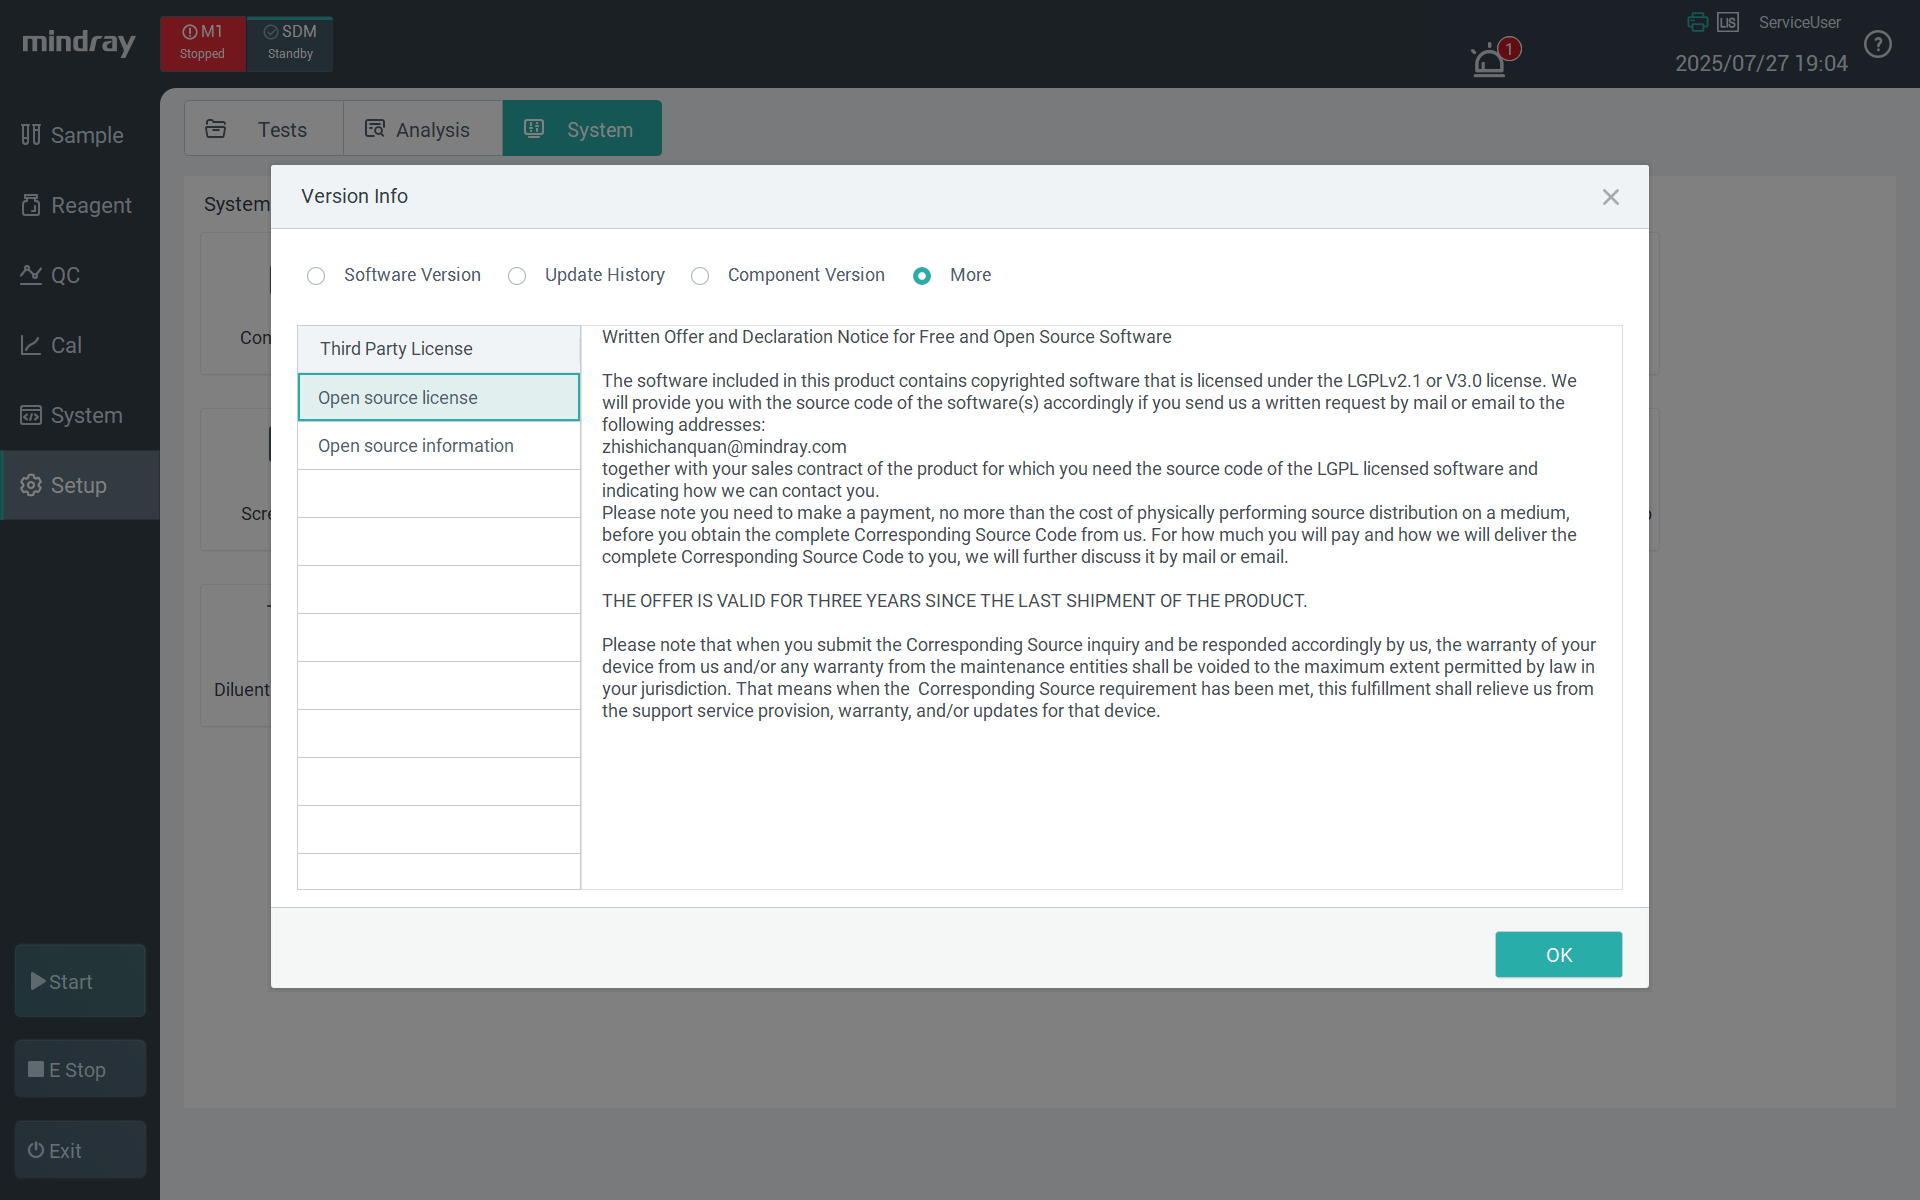 mindray
M1
Stopped
SDM
Standby
1
LIS
ServiceUser
2025/07/27 19:04
?
Sample
Reagent
QC
Cal
System
Setup
Start
E Stop
Exit
Tests
Analysis
System
System
Con
Scre
Diluent
Version Info
Software Version
Update History
Component Version
More
Third Party License
Open source license
Open source information
Written Offer and Declaration Notice for Free and Open Source Software
The software included in this product contains copyrighted software that is licensed under the LGPLv2.1 or V3.0 license. We
will provide you with the source code of the software(s) accordingly if you send us a written request by mail or email to the
following addresses:
zhishichanquan@mindray.com
together with your sales contract of the product for which you need the source code of the LGPL licensed software and
indicating how we can contact you.
Please note you need to make a payment, no more than the cost of physically performing source distribution on a medium,
before you obtain the complete Corresponding Source Code from us. For how much you will pay and how we will deliver the
complete Corresponding Source Code to you, we will further discuss it by mail or email.
THE OFFER IS VALID FOR THREE YEARS SINCE THE LAST SHIPMENT OF THE PRODUCT.
Please note that when you submit the Corresponding Source inquiry and be responded accordingly by us, the warranty of your
device from us and/or any warranty from the maintenance entities shall be voided to the maximum extent permitted by law in
your jurisdiction. That means when the  Corresponding Source requirement has been met, this fulfillment shall relieve us from
the support service provision, warranty, and/or updates for that device.
OK